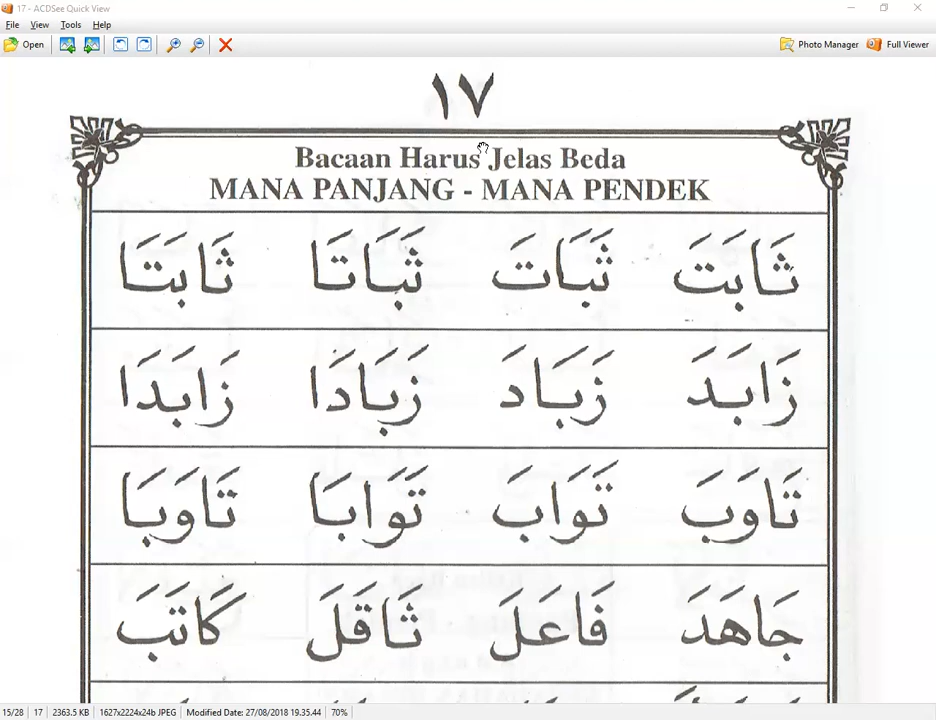 17 - ACDSee Quick View
File View Tools Help
Open Photo Manager Full Viewer
١٧
Bacaan Harus Jelas Beda
MANA PANJANG - MANA PENDEK
ثَابَتَ ثَبَاتَ ثَبَاتَا ثَابَتَا
زَابَدَ زَبَادَ زَبَادَا زَابَدَا
تَاوَبَ تَوَابَ تَوَابَا تَاوَبَا
جَاهَدَ فَاعَلَ ثَاقَلَ كَاتَبَ
15/28 17 2363.5 KB 1627x2224x24b JPEG Modified Date: 27/08/2018 19.35.44 70%